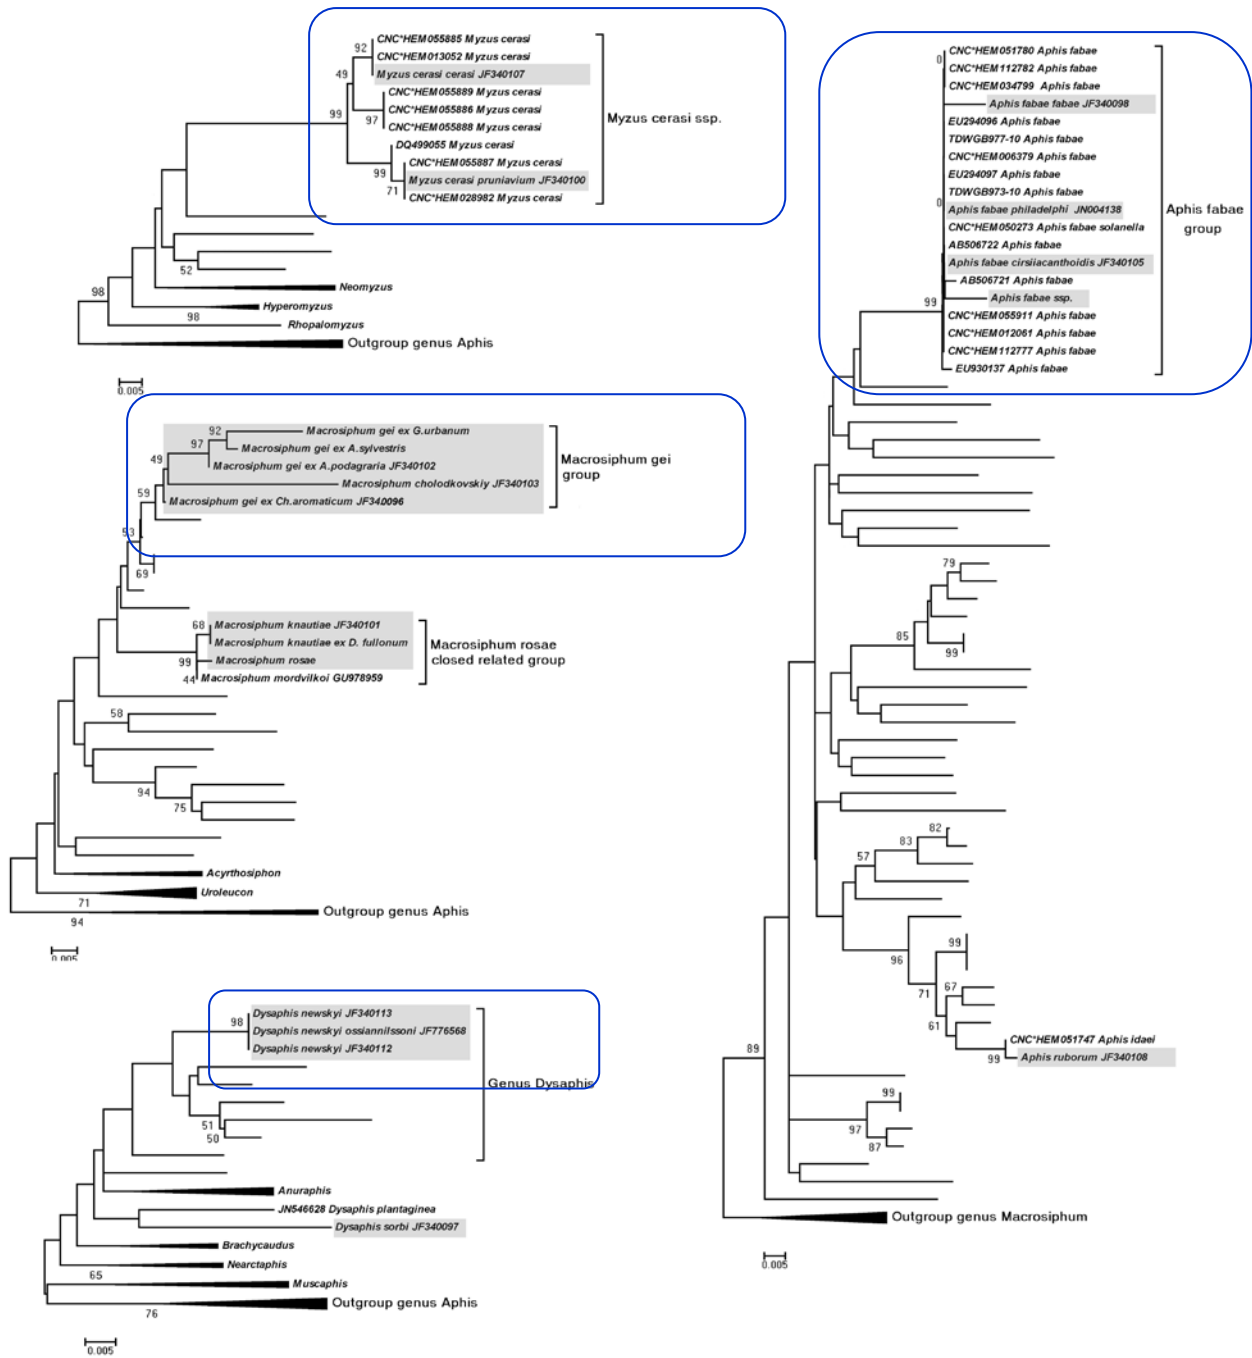 CNC*HEM055885 Myzus cerasi
92
CNC*HEM013052 Myzus cerasi
49
Myzus cerasi cerasi JF340107
CNC*HEM055889 Myzus cerasi
CNC*HEM055886 Myzus cerasi
99
97
CNC*HEM055888 Myzus cerasi
Myzus cerasi ssp.
DQ499055 Myzus cerasi
CNC*HEM055887 Myzus cerasi
99
Myzus cerasi pruniavium JF340100
71
CNC*HEM028982 Myzus cerasi
52
Neomyzus
98
Hyperomyzus
98
Rhopalomyzus
Outgroup genus Aphis
0.005
92
Macrosiphum gei ex G.urbanum
97
Macrosiphum gei ex A.sylvestris
49
Macrosiphum gei ex A.podagraria JF340102
Macrosiphum cholodkovskiy JF340103
59
Macrosiphum gei ex Ch.aromaticum JF340096
Macrosiphum gei
group
53
69
68
Macrosiphum knautiae JF340101
Macrosiphum knautiae ex D. fullonum
99
Macrosiphum rosae
44
Macrosiphum mordvilkoi GU978959
Macrosiphum rosae
closed related group
58
94
75
Acyrthosiphon
Uroleucon
71
Outgroup genus Aphis
94
0.005
Dysaphis newskyi JF340113
98
Dysaphis newskyi ossiannilssoni JF776568
Dysaphis newskyi JF340112
Genus Dysaphis
51
50
Anuraphis
JN546628 Dysaphis plantaginea
Dysaphis sorbi JF340097
Brachycaudus
Nearctaphis
65
Muscaphis
Outgroup genus Aphis
76
0.005
CNC*HEM051780 Aphis fabae
0
CNC*HEM112782 Aphis fabae
CNC*HEM034799 Aphis fabae
Aphis fabae fabae JF340098
EU294096 Aphis fabae
TDWGB977-10 Aphis fabae
CNC*HEM006379 Aphis fabae
EU294097 Aphis fabae
TDWGB973-10 Aphis fabae
0
Aphis fabae philadelphi JN004138
CNC*HEM050273 Aphis fabae solanella
AB506722 Aphis fabae
Aphis fabae cirsiiacanthoidis JF340105
AB506721 Aphis fabae
99
Aphis fabae ssp.
CNC*HEM055911 Aphis fabae
CNC*HEM012061 Aphis fabae
CNC*HEM112777 Aphis fabae
EU930137 Aphis fabae
Aphis fabae
group
79
85
99
82
83
57
99
96
71
67
61
CNC*HEM051747 Aphis idaei
99
Aphis ruborum JF340108
89
99
97
87
Outgroup genus Macrosiphum
0.005